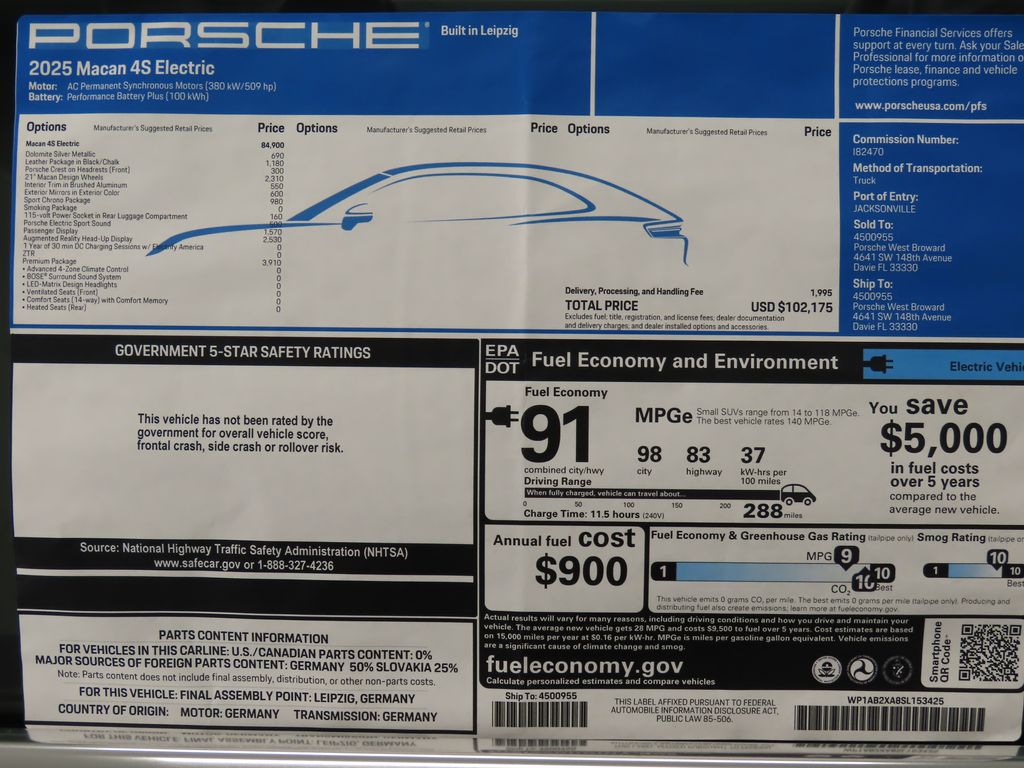 PORSCHE Built in Leipzig
2025 Macan 4S Electric
Motor: AC Permanent Synchronous Motors (380 kW/509 hp)
Battery: Performance Battery Plus (100 kWh)
Porsche Financial Services offers
support at every turn. Ask your Sale
Professional for more information o
Porsche lease, finance and vehicle
protections programs.
www.porscheusa.com/pfs
Options Manufacturer's Suggested Retail Prices Price
Options Manufacturer's Suggested Retail Prices Price
Options Manufacturer's Suggested Retail Prices Price
Macan 4S Electric 84,900
Dolomite Silver Metallic 690
Leather Package in Black/Chalk 1,180
Porsche Crest on Headrests (Front) 300
21" Macan Design Wheels 2,310
Interior Trim in Brushed Aluminum 550
Exterior Mirrors in Exterior Color 600
Sport Chrono Package 980
Smoking Package 0
115-volt Power Socket in Rear Luggage Compartment 160
Porsche Electric Sport Sound 500
Passenger Display 1,570
Augmented Reality Head-Up Display 2,530
1 Year of 30 min DC Charging Sessions w/ Electrify America 0
ZTR 0
Premium Package 3,910
• Advanced 4-Zone Climate Control 0
• BOSE® Surround Sound System 0
• LED-Matrix Design Headlights 0
• Ventilated Seats (Front) 0
• Comfort Seats (14-way) with Comfort Memory 0
• Heated Seats (Rear) 0
Delivery, Processing, and Handling Fee 1,995
TOTAL PRICE USD $102,175
Excludes fuel; title, registration, and license fees; dealer documentation
and delivery charges; and dealer installed options and accessories.
Commission Number:
I82470
Method of Transportation:
Truck
Port of Entry:
JACKSONVILLE
Sold To:
4500955
Porsche West Broward
4641 SW 148th Avenue
Davie FL 33330
Ship To:
4500955
Porsche West Broward
4641 SW 148th Avenue
Davie FL 33330
GOVERNMENT 5-STAR SAFETY RATINGS
This vehicle has not been rated by the
government for overall vehicle score,
frontal crash, side crash or rollover risk.
Source: National Highway Traffic Safety Administration (NHTSA)
www.safecar.gov or 1-888-327-4236
PARTS CONTENT INFORMATION
FOR VEHICLES IN THIS CARLINE: U.S./CANADIAN PARTS CONTENT: 0%
MAJOR SOURCES OF FOREIGN PARTS CONTENT: GERMANY 50% SLOVAKIA 25%
Note: Parts content does not include final assembly, distribution, or other non-parts costs.
FOR THIS VEHICLE: FINAL ASSEMBLY POINT: LEIPZIG, GERMANY
COUNTRY OF ORIGIN: MOTOR: GERMANY TRANSMISSION: GERMANY
EPA
DOT
Fuel Economy and Environment
Electric Vehic
Fuel Economy
91 MPGe
Small SUVs range from 14 to 118 MPGe.
The best vehicle rates 140 MPGe.
98 83 37
combined city/hwy city highway kW-hrs per
100 miles
Driving Range
When fully charged, vehicle can travel about...
0 50 100 150 200 288 miles
Charge Time: 11.5 hours (240V)
You save
$5,000
in fuel costs
over 5 years
compared to the
average new vehicle.
Annual fuel cost
$900
Fuel Economy & Greenhouse Gas Rating (tailpipe only)
MPG 9
1 10
CO2 10 Best
Smog Rating (tailpipe or
10
1 10
Best
This vehicle emits 0 grams CO2 per mile. The best emits 0 grams per mile (tailpipe only). Producing and
distributing fuel also create emissions; learn more at fueleconomy.gov.
Actual results will vary for many reasons, including driving conditions and how you drive and maintain your
vehicle. The average new vehicle gets 28 MPG and costs $9,500 to fuel over 5 years. Cost estimates are based
on 15,000 miles per year at $0.16 per kW-hr. MPGe is miles per gasoline gallon equivalent. Vehicle emissions
are a significant cause of climate change and smog.
fueleconomy.gov
Calculate personalized estimates and compare vehicles
Smartphone
QR Code™
Ship To: 4500955
THIS LABEL AFFIXED PURSUANT TO FEDERAL
AUTOMOBILE INFORMATION DISCLOSURE ACT,
PUBLIC LAW 85-506.
WP1AB2XA8SL153425